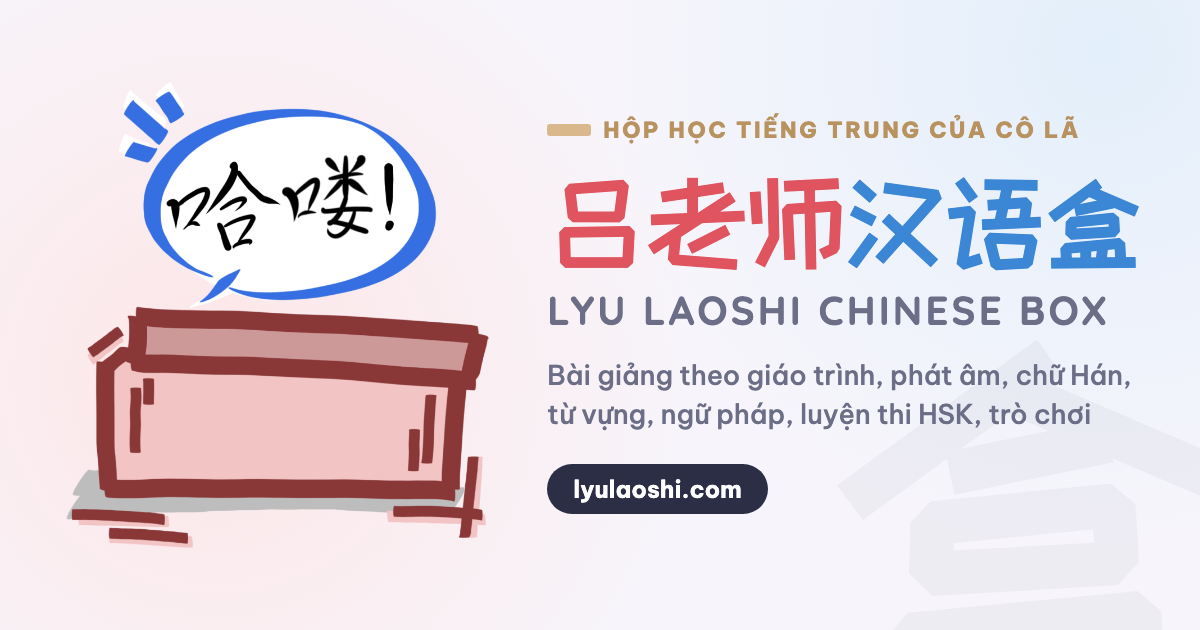 哈喽!
HỘP HỌC TIẾNG TRUNG CỦA CÔ LÃ
吕老师汉语盒
LYU LAOSHI CHINESE BOX
Bài giảng theo giáo trình, phát âm, chữ Hán,
từ vựng, ngữ pháp, luyện thi HSK, trò chơi
lyulaoshi.com